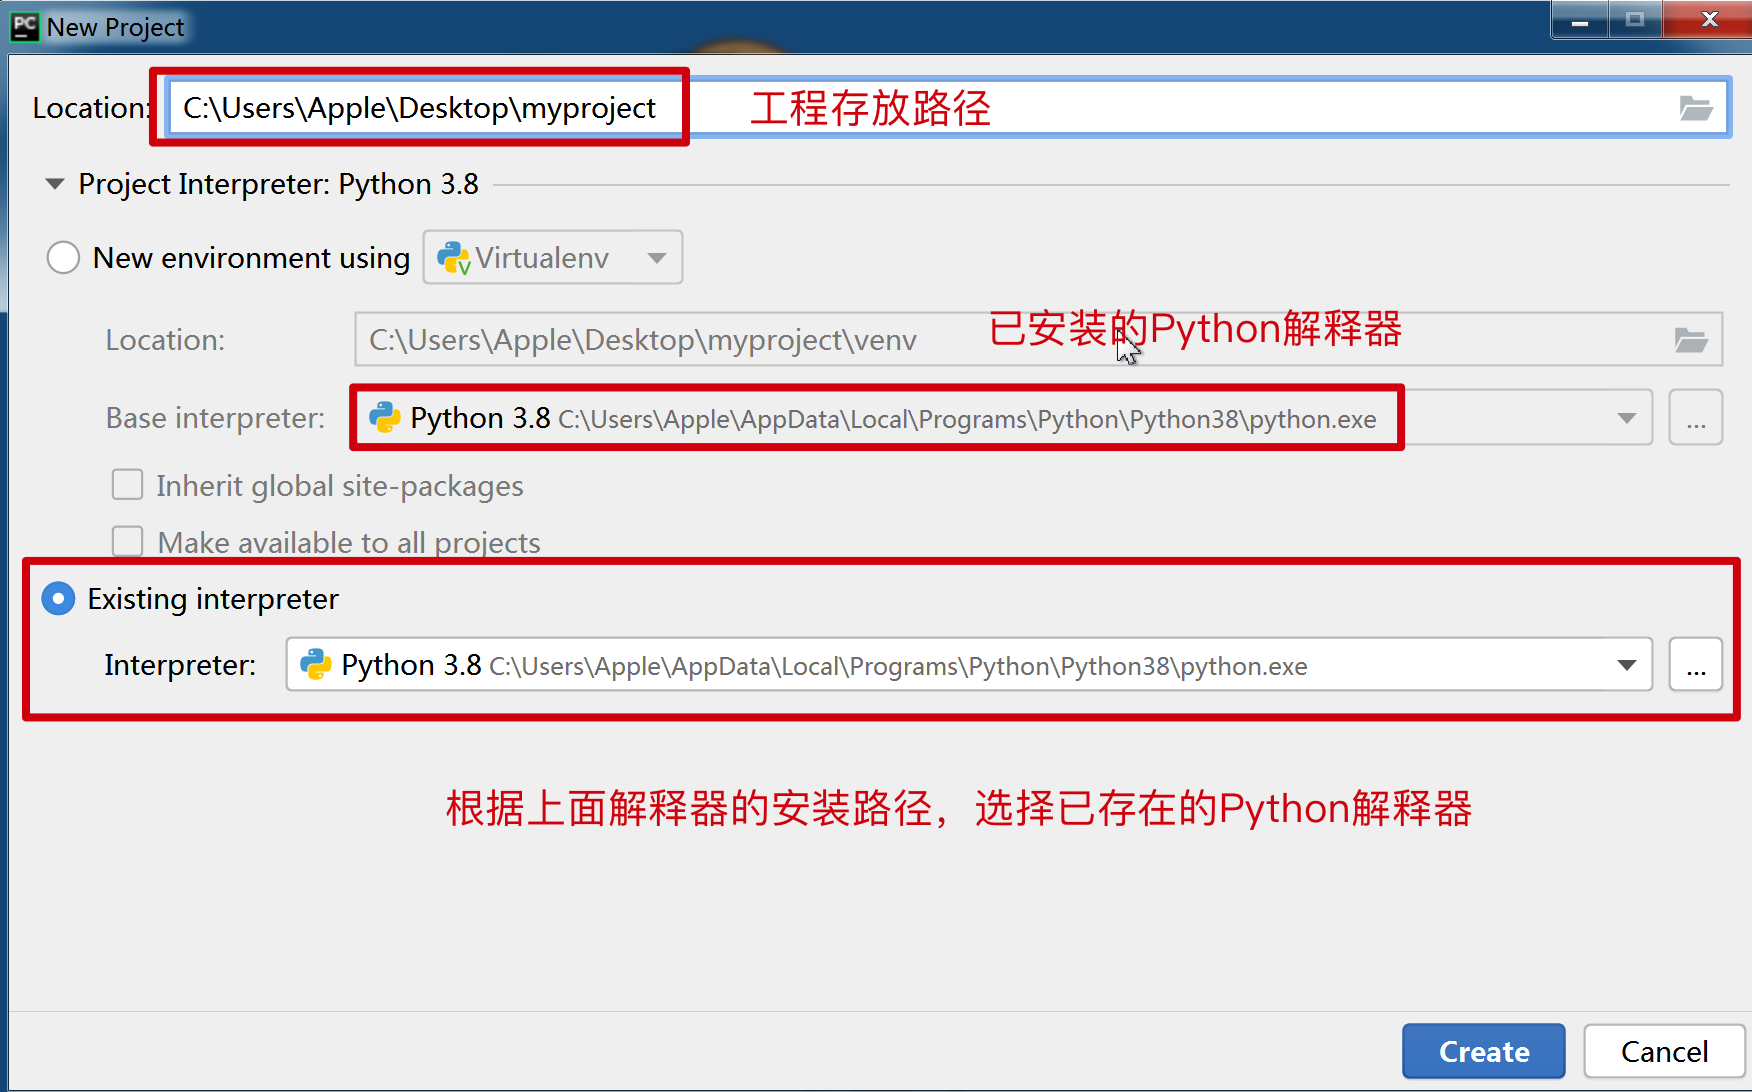 PC New Project
Location: C:\Users\Apple\Desktop\myproject 工程存放路径
Project Interpreter: Python 3.8
New environment using Virtualenv
已安装的Python解释器
Location: C:\Users\Apple\Desktop\myproject\venv
Base interpreter: Python 3.8 C:\Users\Apple\AppData\Local\Programs\Python\Python38\python.exe ...
Inherit global site-packages
Make available to all projects
Existing interpreter
Interpreter: Python 3.8 C:\Users\Apple\AppData\Local\Programs\Python\Python38\python.exe ...
根据上面解释器的安装路径，选择已存在的Python解释器
Create Cancel